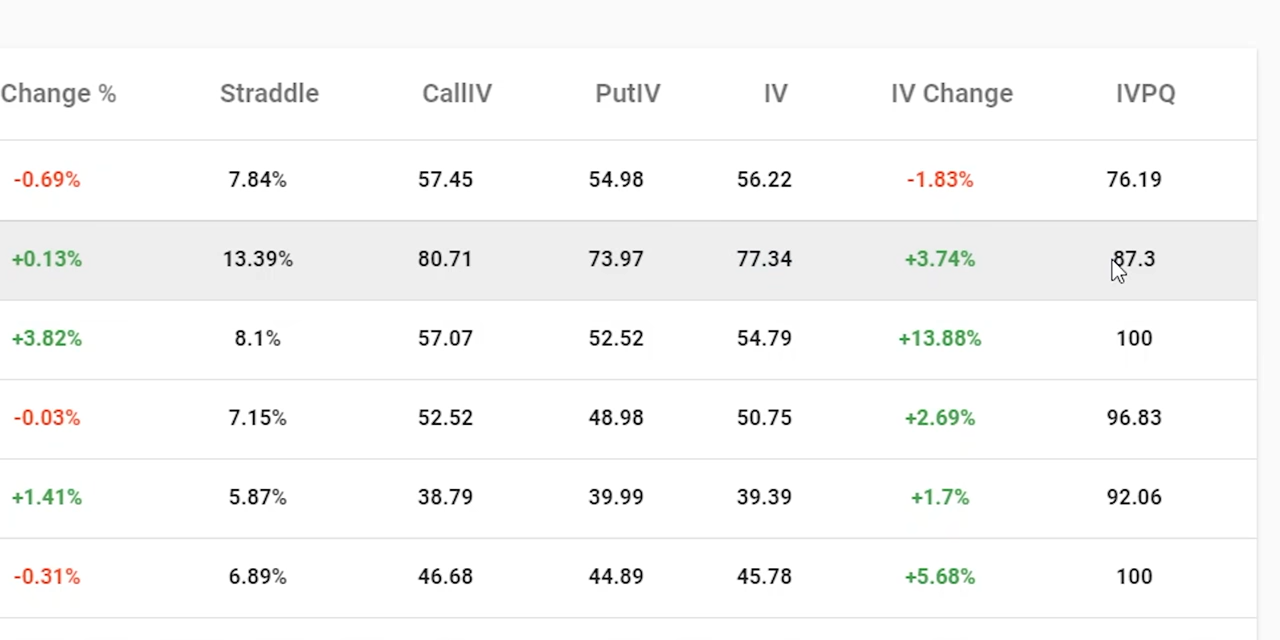 Change % Straddle CallIV PutIV IV IV Change IVPQ
-0.69% 7.84% 57.45 54.98 56.22 -1.83% 76.19
+0.13% 13.39% 80.71 73.97 77.34 +3.74% 87.3
+3.82% 8.1% 57.07 52.52 54.79 +13.88% 100
-0.03% 7.15% 52.52 48.98 50.75 +2.69% 96.83
+1.41% 5.87% 38.79 39.99 39.39 +1.7% 92.06
-0.31% 6.89% 46.68 44.89 45.78 +5.68% 100